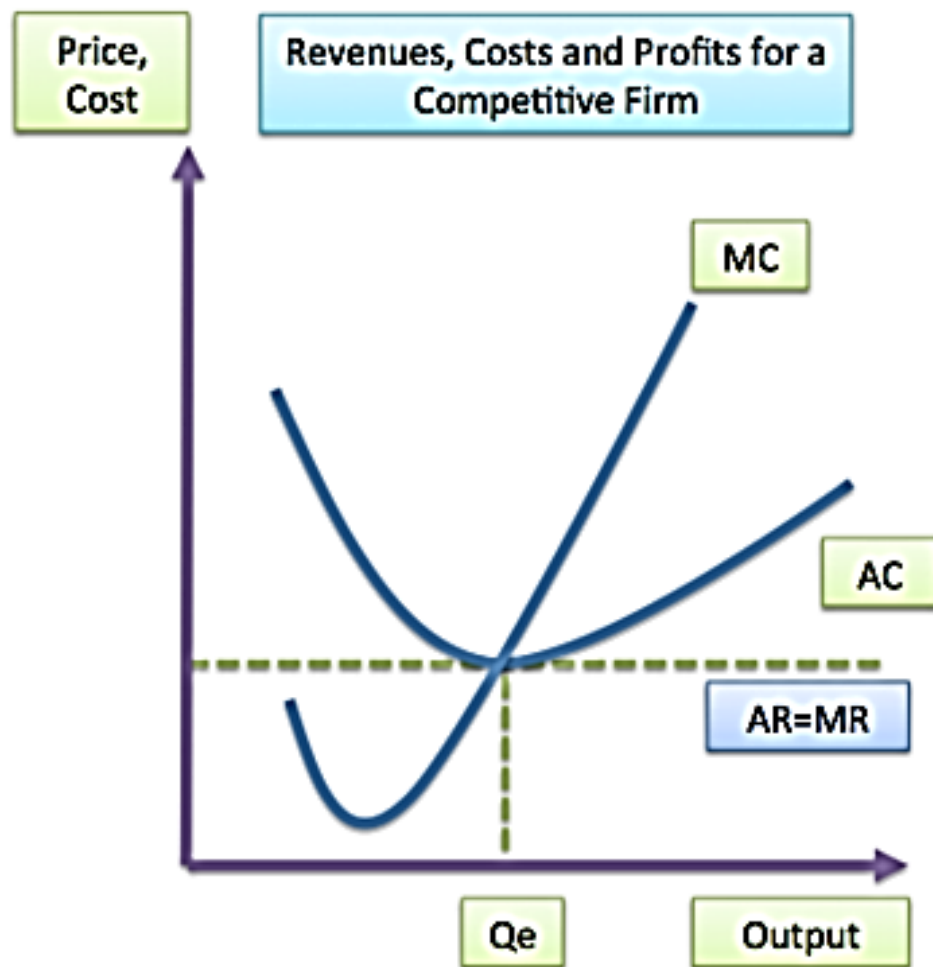 Price,
Cost
Revenues, Costs and Profits for a
Competitive Firm
MC
AC
AR=MR
Qe
Output